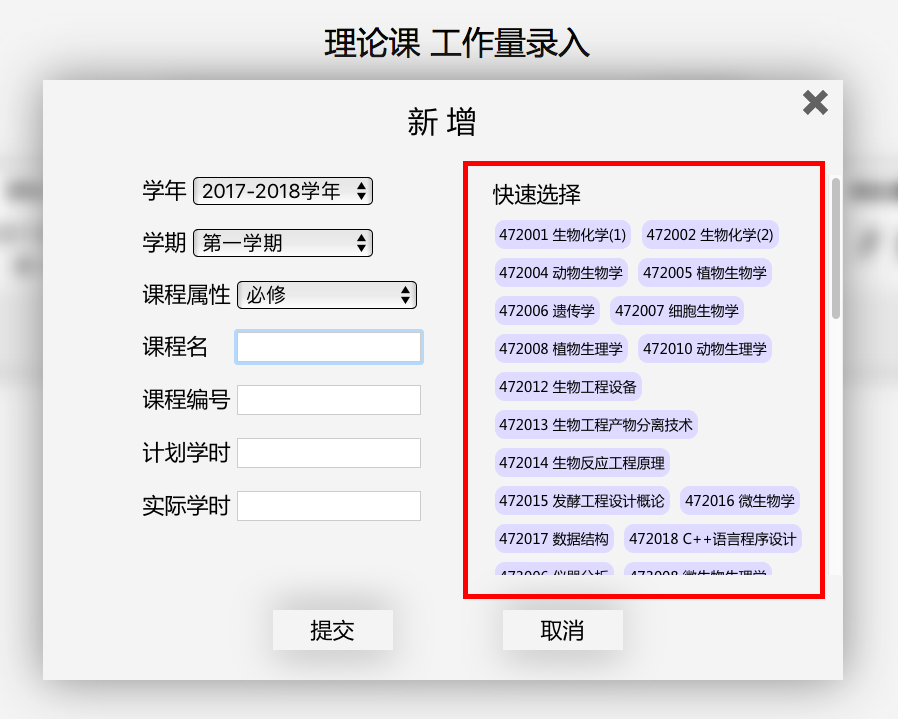 理论课 工作量录入
新 增
学年 2017-2018学年
学期 第一学期
课程属性 必修
课程名
课程编号
计划学时
实际学时
快速选择
472001 生物化学(1) 472002 生物化学(2)
472004 动物生物学 472005 植物生物学
472006 遗传学 472007 细胞生物学
472008 植物生理学 472010 动物生理学
472012 生物工程设备
472013 生物工程产物分离技术
472014 生物反应工程原理
472015 发酵工程设计概论 472016 微生物学
472017 数据结构 472018 C++语言程序设计
提交 取消